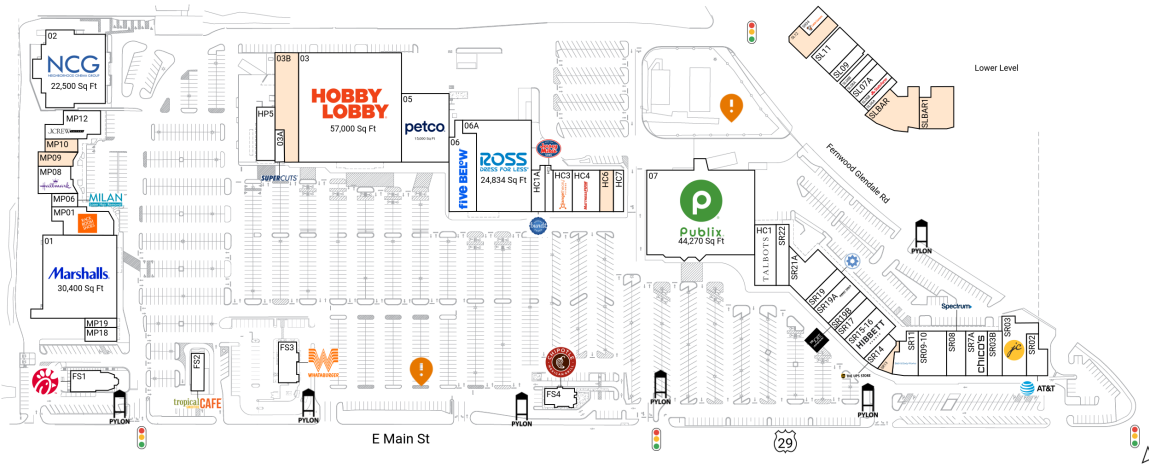 02
NCG
NEIGHBORHOOD CINEMA GROUP
22,500 Sq Ft
MP12
J.CREW
MP10
MP09
MP08
Hallmark
MP06
MILAN
MP01
01
Marshalls.
30,400 Sq Ft
MP19
MP18
FS1
PYLON
FS2
tropical
CAFE
FS3
WHATABURGER
PYLON
HP5
03B
03A
SUPERCUTS
03
HOBBY
LOBBY
57,000 Sq Ft
05
petco
06
five BELOW
06A
ROSS
DRESS FOR LESS
24,834 Sq Ft
HC1A
HC3
HC4
HC6
HC7
CHIPOTLE
FS4
PYLON
E Main St
29
07
Publix
44,270 Sq Ft
HC1
TALBOTS
SR22
SR21A
SR19
SR19A
SR19B
SR17
SR15-16
HIBBETT
SR14
THE UPS STORE
PYLON
PYLON
SR11
SR09-10
SR08
SR7A
chico's
SR03B
SR03
SR02
Spectrum
AT&T
PYLON
Fernwood Glendale Rd
Lower Level
SL11
SL09
SL07A
SLBAR
SLBAR1